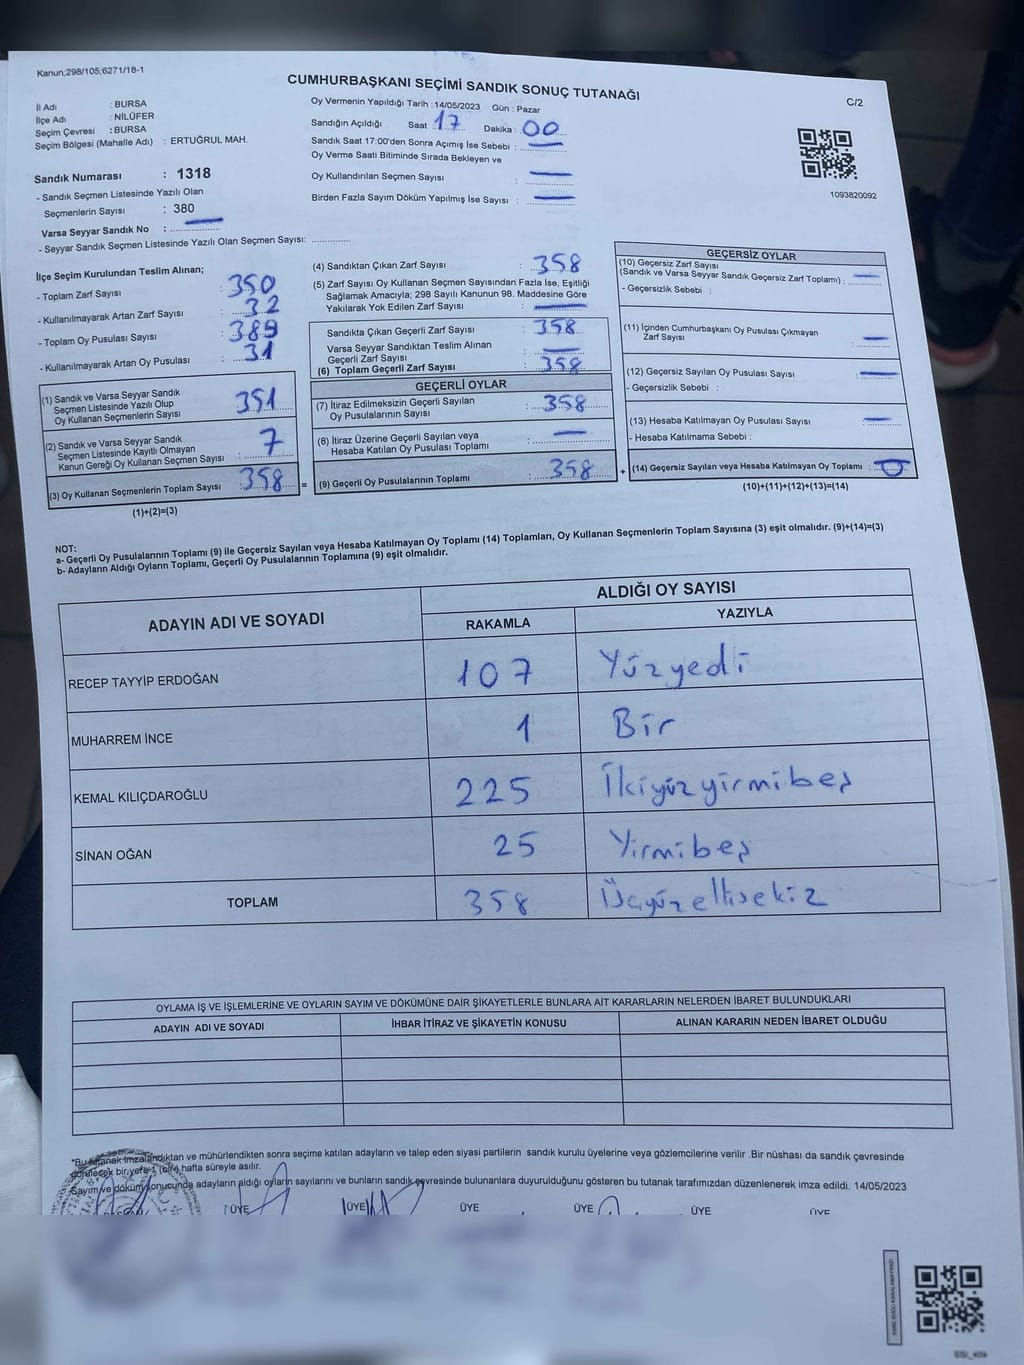 Kanun;298/105;6271/18-1
CUMHURBAŞKANI SEÇİMİ SANDIK SONUÇ TUTANAĞI
C/2
İl Adı : BURSA
İlçe Adı : NİLÜFER
Seçim Çevresi : BURSA
Seçim Bölgesi (Mahalle Adı) : ERTUĞRUL MAH.
Sandık Numarası : 1318
- Sandık Seçmen Listesinde Yazılı Olan
Seçmenlerin Sayısı : 380
Varsa Seyyar Sandık No :
- Seyyar Sandık Seçmen Listesinde Yazılı Olan Seçmen Sayısı:
Oy Vermenin Yapıldığı Tarih : 14/05/2023 Gün : Pazar
Sandığın Açıldığı Saat : 17 Dakika : 00
Sandık Saat 17:00'den Sonra Açımış İse Sebebi :
Oy Verme Saati Bitiminde Sırada Bekleyen ve
Oy Kullandırılan Seçmen Sayısı :
Birden Fazla Sayım Döküm Yapılmış İse Sayısı :
1093820092
İlçe Seçim Kurulundan Teslim Alınan;
- Toplam Zarf Sayısı : 350
- Kullanılmayarak Artan Zarf Sayısı : 32
- Toplam Oy Pusulası Sayısı : 389
- Kullanılmayarak Artan Oy Pusulası : 31
(1) Sandık ve Varsa Seyyar Sandık
Seçmen Listesinde Yazılı Olup
Oy Kullanan Seçmenlerin Sayısı : 351
(2) Sandık ve Varsa Seyyar Sandık
Seçmen Listesinde Kayıtlı Olmayan
Kanun Gereği Oy Kullanan Seçmen Sayısı : 7
(3) Oy Kullanan Seçmenlerin Toplam Sayısı : 358 =
(1)+(2)=(3)
(4) Sandıktan Çıkan Zarf Sayısı : 358
(5) Zarf Sayısı Oy Kullanan Seçmen Sayısından Fazla İse, Eşitliği
Sağlamak Amacıyla; 298 Sayılı Kanunun 98. Maddesine Göre
Yakılarak Yok Edilen Zarf Sayısı :
Sandıkta Çıkan Geçerli Zarf Sayısı : 358
Varsa Seyyar Sandıktan Teslim Alınan
Geçerli Zarf Sayısı :
(6) Toplam Geçerli Zarf Sayısı : 358
GEÇERLİ OYLAR
(7) İtiraz Edilmeksizin Geçerli Sayılan
Oy Pusulalarının Sayısı : 358
(8) İtiraz Üzerine Geçerli Sayılan veya
Hesaba Katılan Oy Pusulası Toplamı :
(9) Geçerli Oy Pusulalarının Toplamı : 358 +
GEÇERSİZ OYLAR
(10) Geçersiz Zarf Sayısı
(Sandık ve Varsa Seyyar Sandık Geçersiz Zarf Toplamı) :
- Geçersizlik Sebebi :
(11) İçinden Cumhurbaşkanı Oy Pusulası Çıkmayan
Zarf Sayısı :
(12) Geçersiz Sayılan Oy Pusulası Sayısı :
- Geçersizlik Sebebi :
(13) Hesaba Katılmayan Oy Pusulası Sayısı :
- Hesaba Katılmama Sebebi :
(14) Geçersiz Sayılan veya Hesaba Katılmayan Oy Toplamı : 0
(10)+(11)+(12)+(13)=(14)
NOT:
a- Geçerli Oy Pusulalarının Toplamı (9) ile Geçersiz Sayılan veya Hesaba Katılmayan Oy Toplamı (14) Toplamları, Oy Kullanan Seçmenlerin Toplam Sayısına (3) eşit olmalıdır. (9)+(14)=(3)
b- Adayların Aldığı Oyların Toplamı, Geçerli Oy Pusulalarının Toplamına (9) eşit olmalıdır.
ADAYIN ADI VE SOYADI
ALDIĞI OY SAYISI
RAKAMLA YAZIYLA
RECEP TAYYİP ERDOĞAN 107 Yüzyedi
MUHARREM İNCE 1 Bir
KEMAL KILIÇDAROĞLU 225 İkiyüzyirmibeş
SİNAN OĞAN 25 Yirmibeş
TOPLAM 358 Üçyüzellisekiz
OYLAMA İŞ VE İŞLEMLERİNE VE OYLARIN SAYIM VE DÖKÜMÜNE DAİR ŞİKAYETLERLE BUNLARA AİT KARARLARIN NELERDEN İBARET BULUNDUKLARI
ADAYIN ADI VE SOYADI İHBAR İTİRAZ VE ŞİKAYETİN KONUSU ALINAN KARARIN NEDEN İBARET OLDUĞU
*Bu tutanak imzalandıktan ve mühürlendikten sonra seçime katılan adayların ve talep eden siyasi partilerin sandık kurulu üyelerine veya gözlemcilerine verilir .Bir nüshası da sandık çevresinde
görülecek bir yere 1 (bir) hafta süreyle asılır.
Sayım ve döküm sonucunda adayların aldığı oyların sayılarını ve bunların sandık çevresinde bulunanlara duyurulduğunu gösteren bu tutanak tarafımızdan düzenlenerek imza edildi. 14/05/2023
ÜYE ÜYE ÜYE ÜYE ÜYE ÜYE